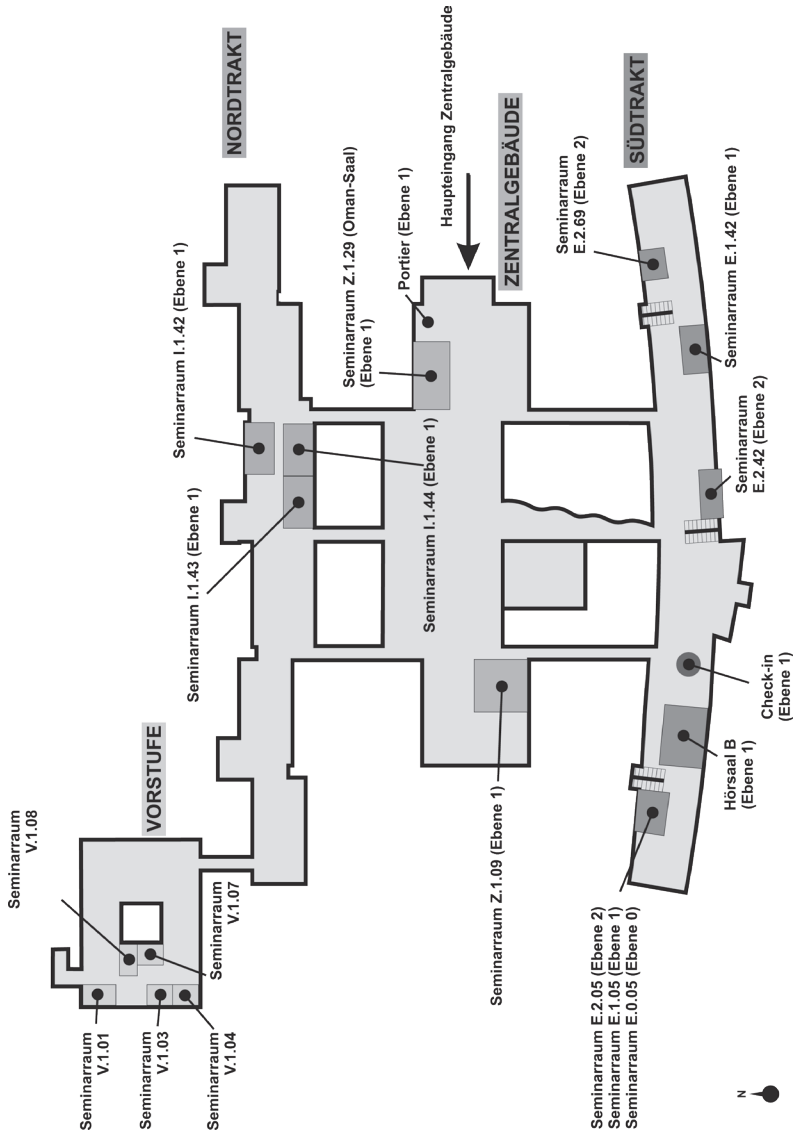 NORDTRAKT
Seminarraum I.1.42 (Ebene 1)
Seminarraum I.1.43 (Ebene 1)
Seminarraum I.1.44 (Ebene 1)
Seminarraum Z.1.29 (Oman-Saal)
(Ebene 1)
Portier (Ebene 1)
Haupteingang Zentralgebäude
ZENTRALGEBÄUDE
SÜDTRAKT
Seminarraum
E.2.69 (Ebene 2)
Seminarraum E.1.42 (Ebene 1)
Seminarraum
E.2.42 (Ebene 2)
Check-in
(Ebene 1)
Hörsaal B
(Ebene 1)
Seminarraum Z.1.09 (Ebene 1)
Seminarraum E.2.05 (Ebene 2)
Seminarraum E.1.05 (Ebene 1)
Seminarraum E.0.05 (Ebene 0)
VORSTUFE
Seminarraum
V.1.08
Seminarraum
V.1.07
Seminarraum
V.1.01
Seminarraum
V.1.03
Seminarraum
V.1.04
N